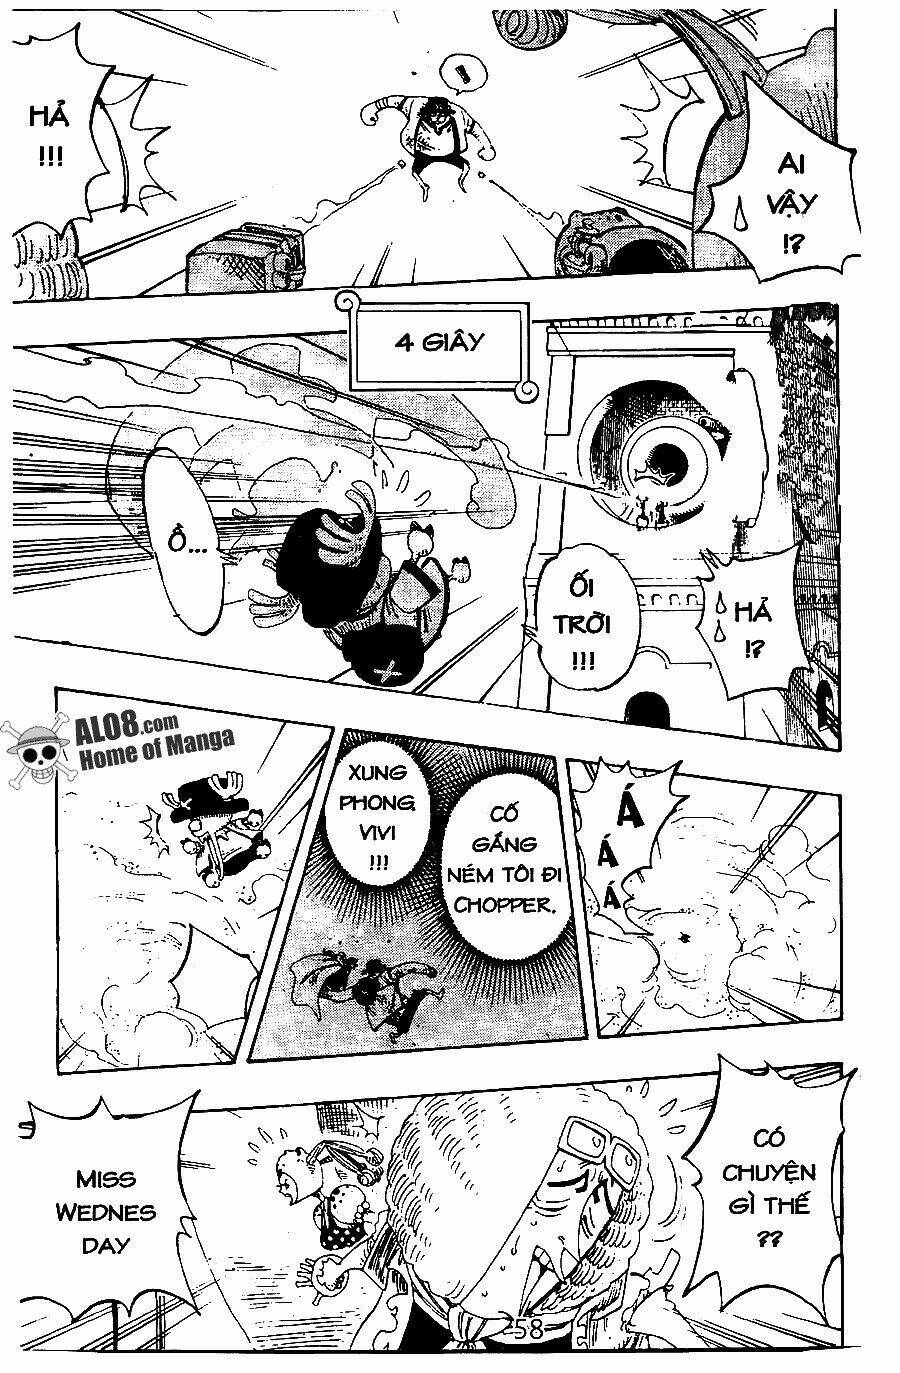 HẢ
!!!
!
AI
VẬY
!?
4 GIÂY
Ồ...
ỐI
TRỜI
!!!
HẢ
!?
AL08.com
Home of Manga
XUNG
PHONG,
VIVI
!!!
CỐ
GẮNG
NÉM TÔI ĐI
CHOPPER.
Á
Á
Á
MISS
WEDNES
DAY
CÓ
CHUYỆN
GÌ THẾ
??
58